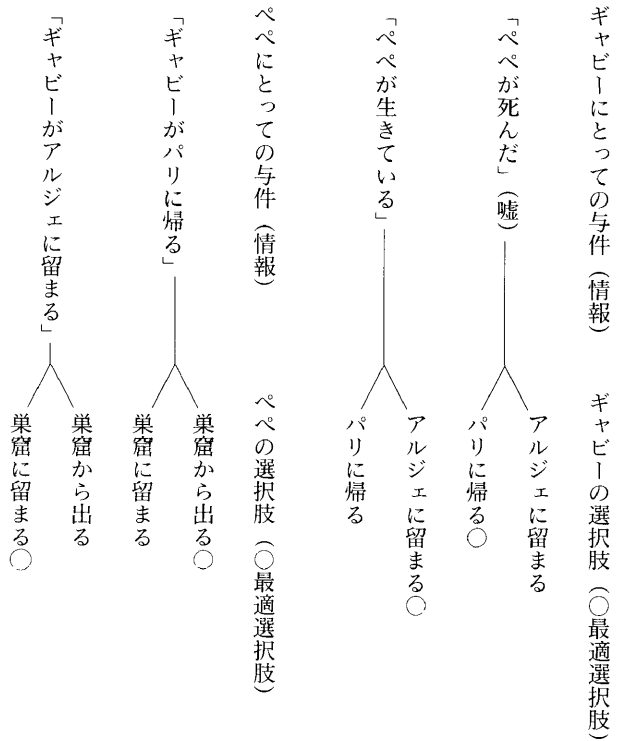 ギャビーにとっての与件（情報）
ギャビーの選択肢（○最適選択肢）
「ペペが死んだ」（嘘）
アルジェに留まる
パリに帰る○
「ペペが生きている」
アルジェに留まる○
パリに帰る
ペペにとっての与件（情報）
ペペの選択肢（○最適選択肢）
「ギャビーがパリに帰る」
巣窟から出る○
巣窟に留まる
「ギャビーがアルジェに留まる」
巣窟から出る
巣窟に留まる○